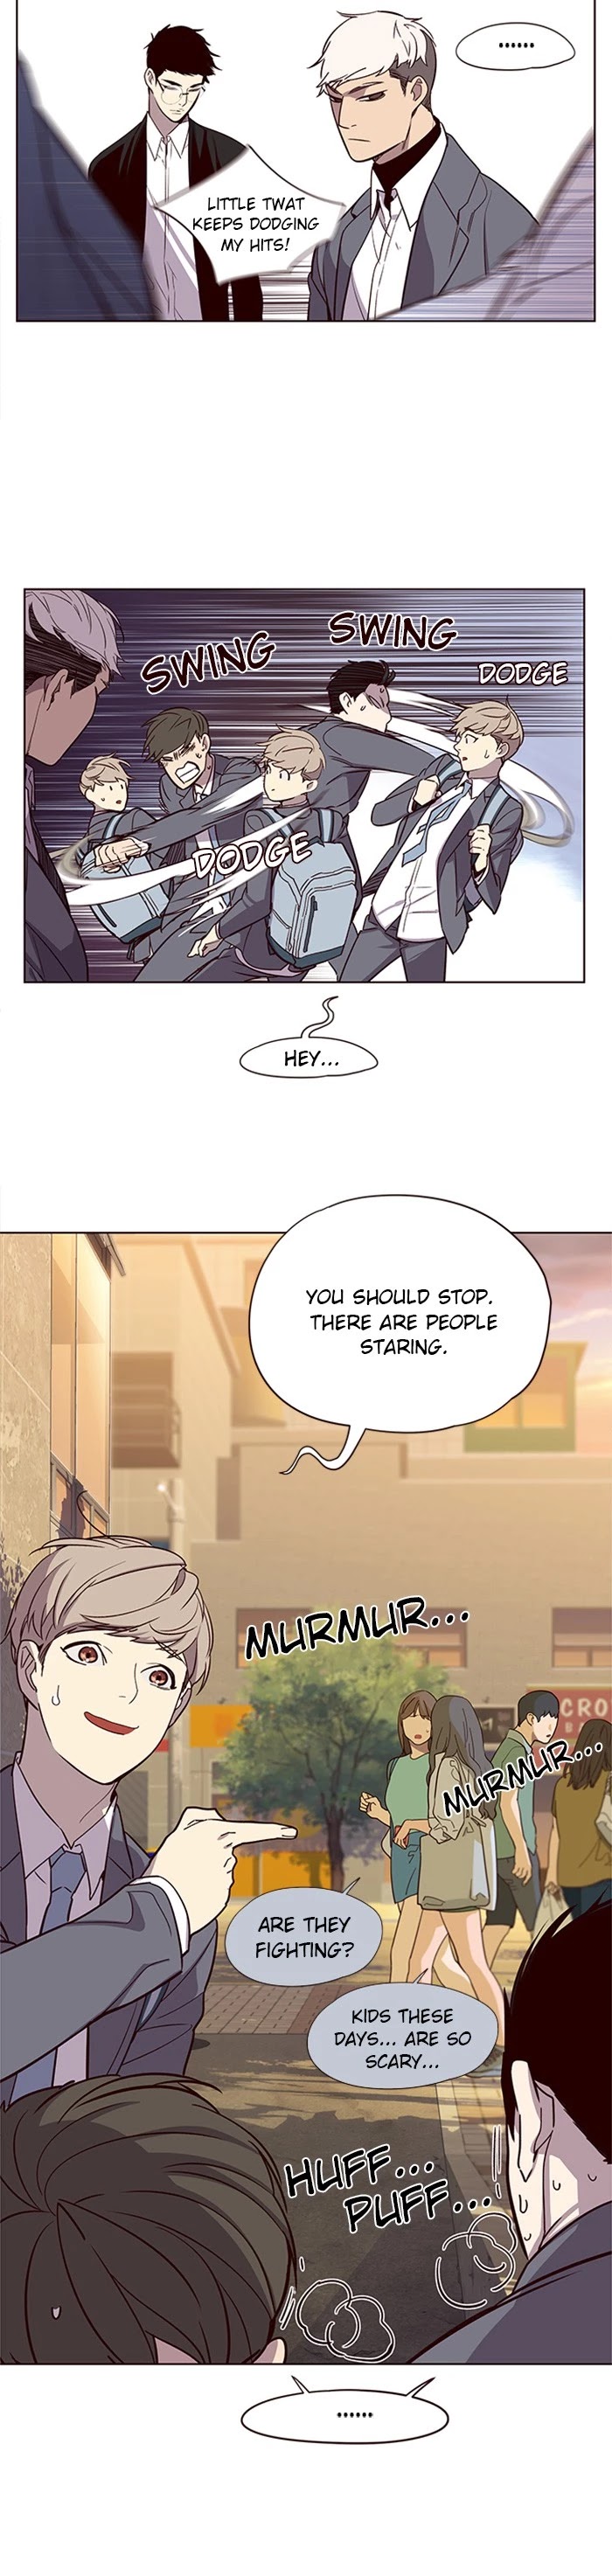 ......
LITTLE TWAT
KEEPS DODGING
MY HITS!
SWING
SWING
DODGE
DODGE
HEY...
YOU SHOULD STOP.
THERE ARE PEOPLE
STARING.
MURMUR...
CRO
MURMUR...
ARE THEY
FIGHTING?
KIDS THESE
DAYS... ARE SO
SCARY...
HUFF...
PUFF...
......